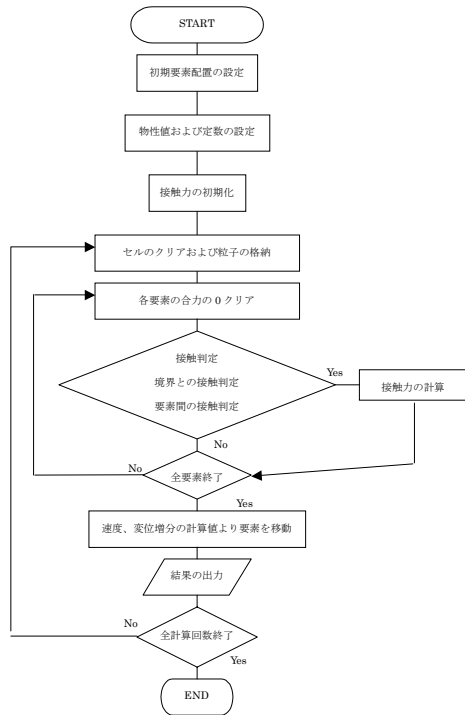 START
初期要素配置の設定
物性値および定数の設定
接触力の初期化
セルのクリアおよび粒子の格納
各要素の合力の 0 クリア
接触判定
境界との接触判定
要素間の接触判定
Yes
接触力の計算
No
全要素終了
No
Yes
速度、変位増分の計算値より要素を移動
結果の出力
全計算回数終了
No
Yes
END